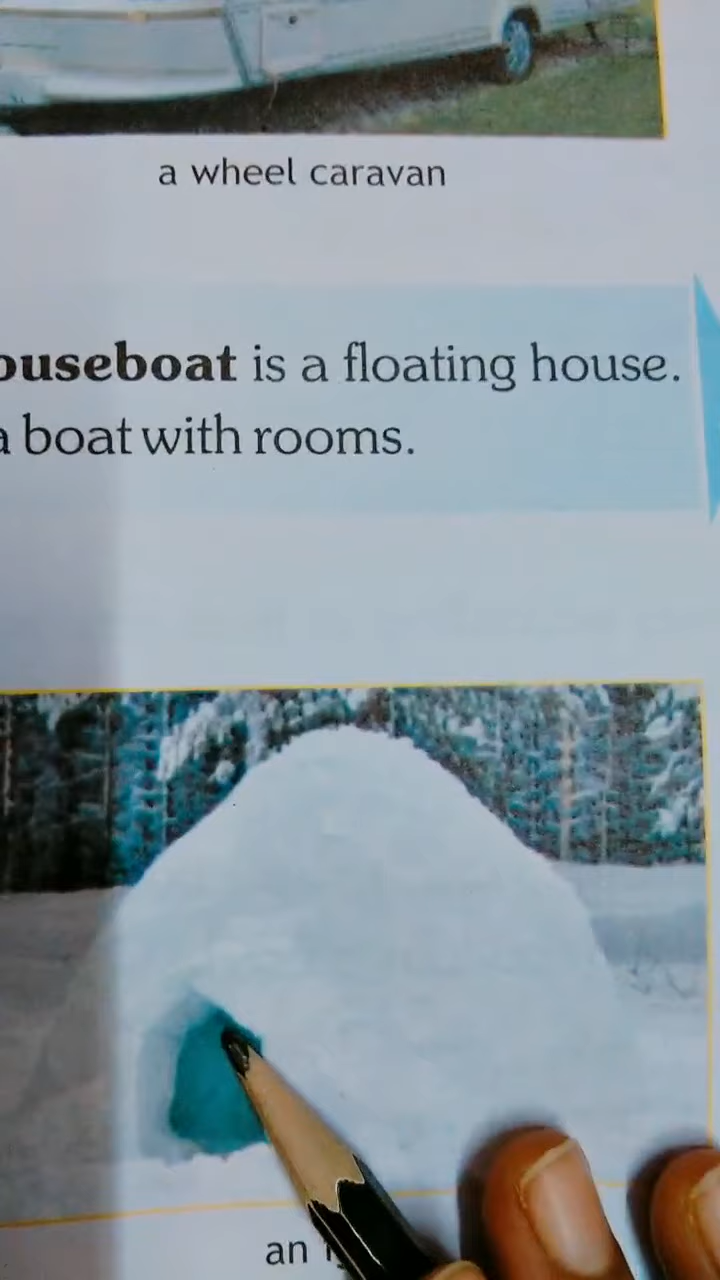 a wheel caravan
ouseboat is a floating house.
a boat with rooms.
an